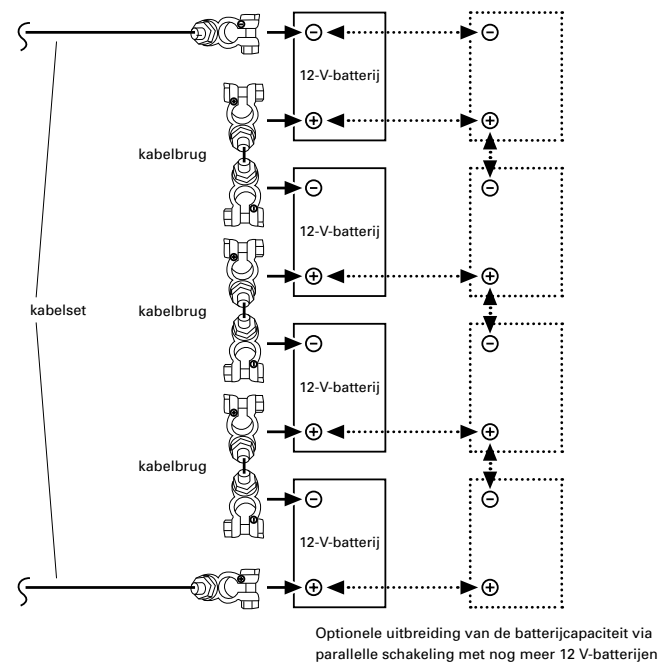 12-V-batterij
kabelbrug
12-V-batterij
kabelset
kabelbrug
12-V-batterij
kabelbrug
12-V-batterij
Optionele uitbreiding van de batterijcapaciteit via
parallelle schakeling met nog meer 12 V-batterijen